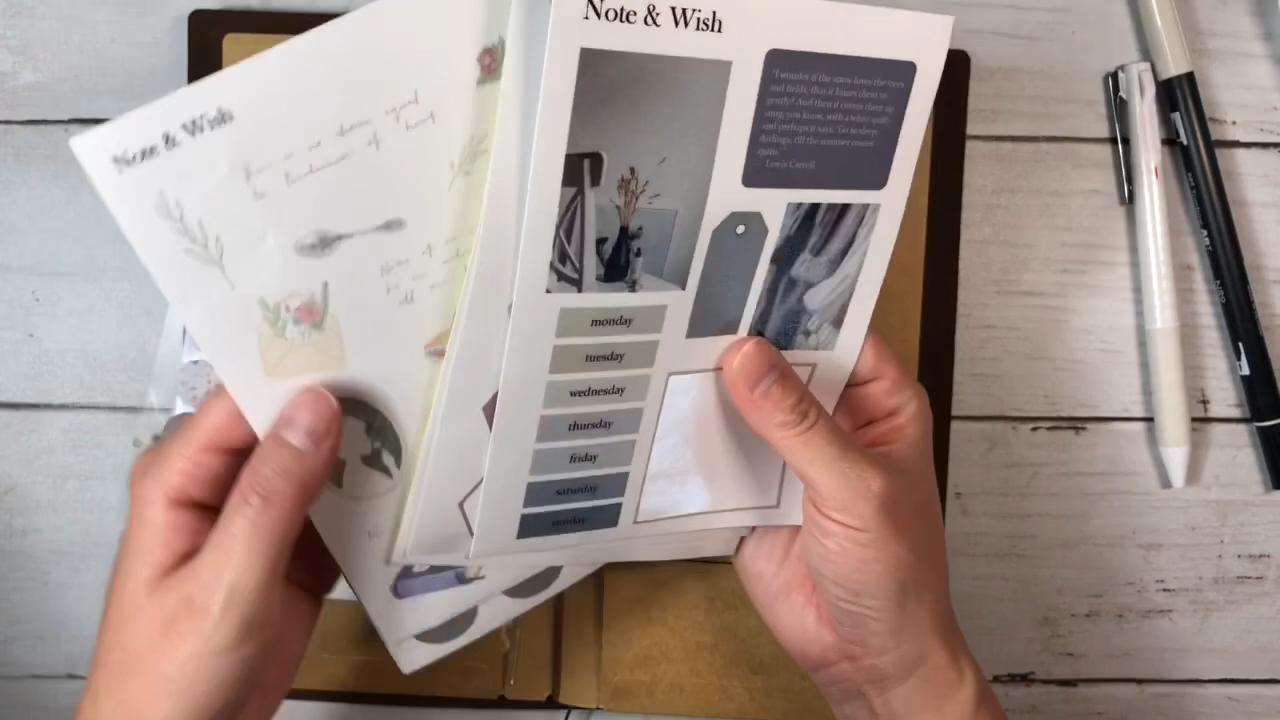 Note & Wish
Note & Wish
"I wonder if the snow loves the trees
and fields, that it kisses them so
gently? And then it covers them up
snug, you know, with a white quilt;
and perhaps it says, 'Go to sleep,
darlings, till the summer comes
again.'
— Lewis Carroll
monday
tuesday
wednesday
thursday
friday
saturday
sunday